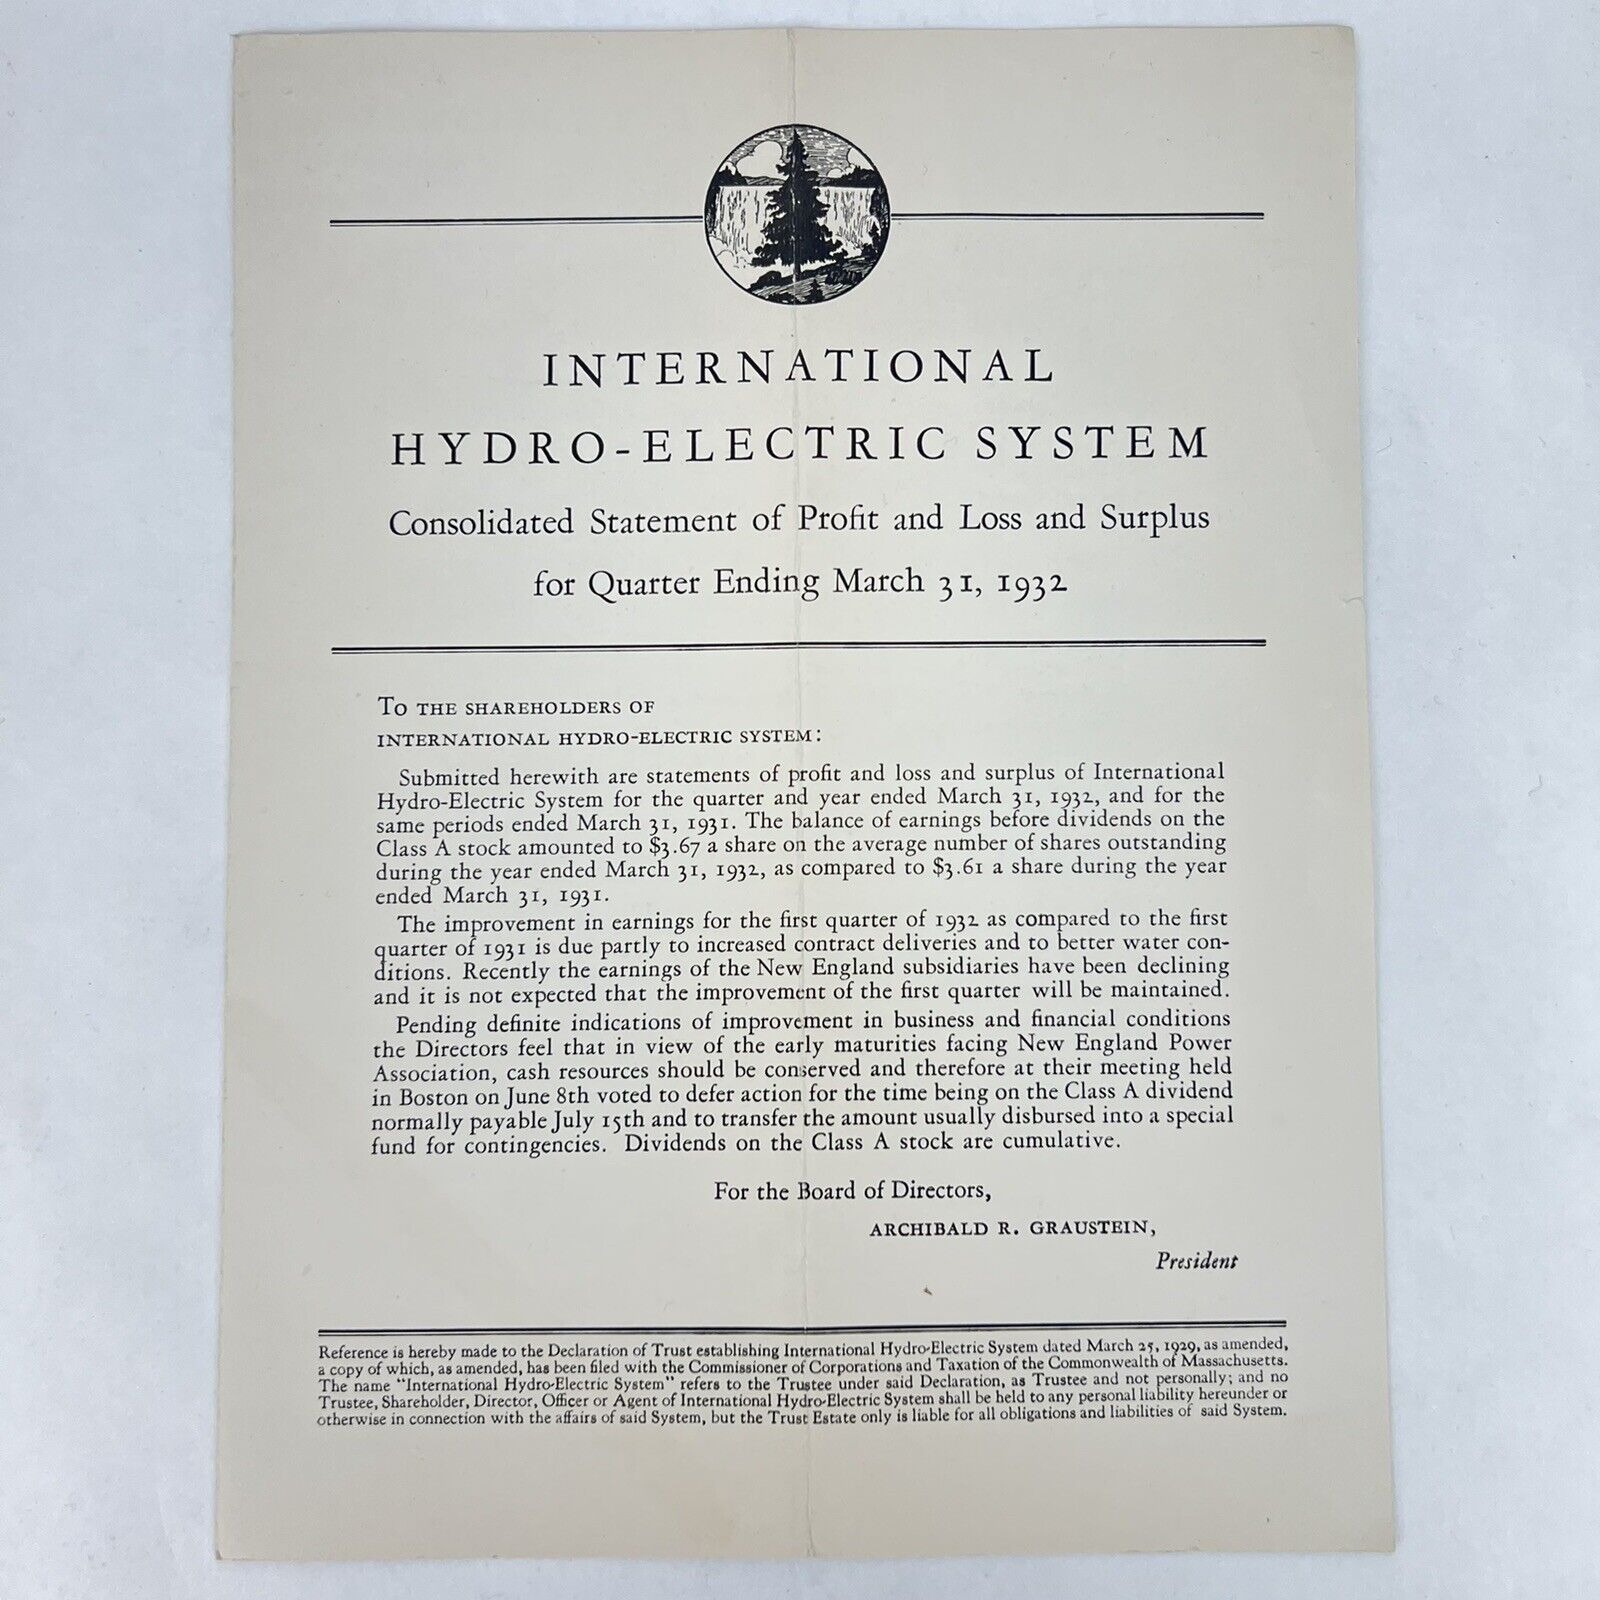 INTERNATIONAL
HYDRO-ELECTRIC SYSTEM
Consolidated Statement of Profit and Loss and Surplus
for Quarter Ending March 31, 1932
To THE SHAREHOLDERS OF
INTERNATIONAL HYDRO-ELECTRIC SYSTEM:
Submitted herewith are statements of profit and loss and surplus of International
Hydro-Electric System for the quarter and year ended March 31, 1932, and for the
same periods ended March 31, 1931. The balance of earnings before dividends on the
Class A stock amounted to $3.67 a share on the average number of shares outstanding
during the year ended March 31, 1932, as compared to $3.61 a share during the year
ended March 31, 1931.
The improvement in earnings for the first quarter of 1932 as compared to the first
quarter of 1931 is due partly to increased contract deliveries and to better water con-
ditions. Recently the earnings of the New England subsidiaries have been declining
and it is not expected that the improvement of the first quarter will be maintained.
Pending definite indications of improvement in business and financial conditions
the Directors feel that in view of the early maturities facing New England Power
Association, cash resources should be conserved and therefore at their meeting held
in Boston on June 8th voted to defer action for the time being on the Class A dividend
normally payable July 15th and to transfer the amount usually disbursed into a special
fund for contingencies. Dividends on the Class A stock are cumulative.
For the Board of Directors,
ARCHIBALD R. GRAUSTEIN,
President
Reference is hereby made to the Declaration of Trust establishing International Hydro-Electric System dated March 25, 1929, as amended,
a copy of which, as amended, has been filed with the Commissioner of Corporations and Taxation of the Commonwealth of Massachusetts.
The name "International Hydro-Electric System" refers to the Trustee under said Declaration, as Trustee and not personally; and no
Trustee, Shareholder, Director, Officer or Agent of International Hydro-Electric System shall be held to any personal liability hereunder or
otherwise in connection with the affairs of said System, but the Trust Estate only is liable for all obligations and liabilities of said System.